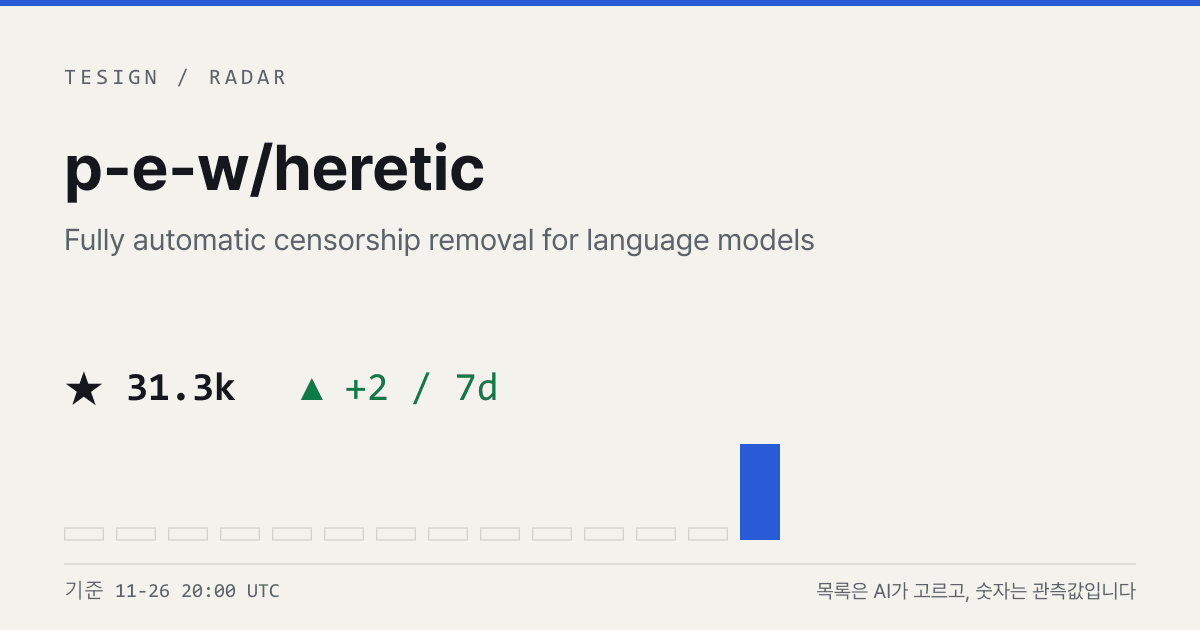 TESIGN / RADAR
p-e-w/heretic
Fully automatic censorship removal for language models
★ 31.3k ▲ +2 / 7d
기준 11-26 20:00 UTC
목록은 AI가 고르고, 숫자는 관측값입니다